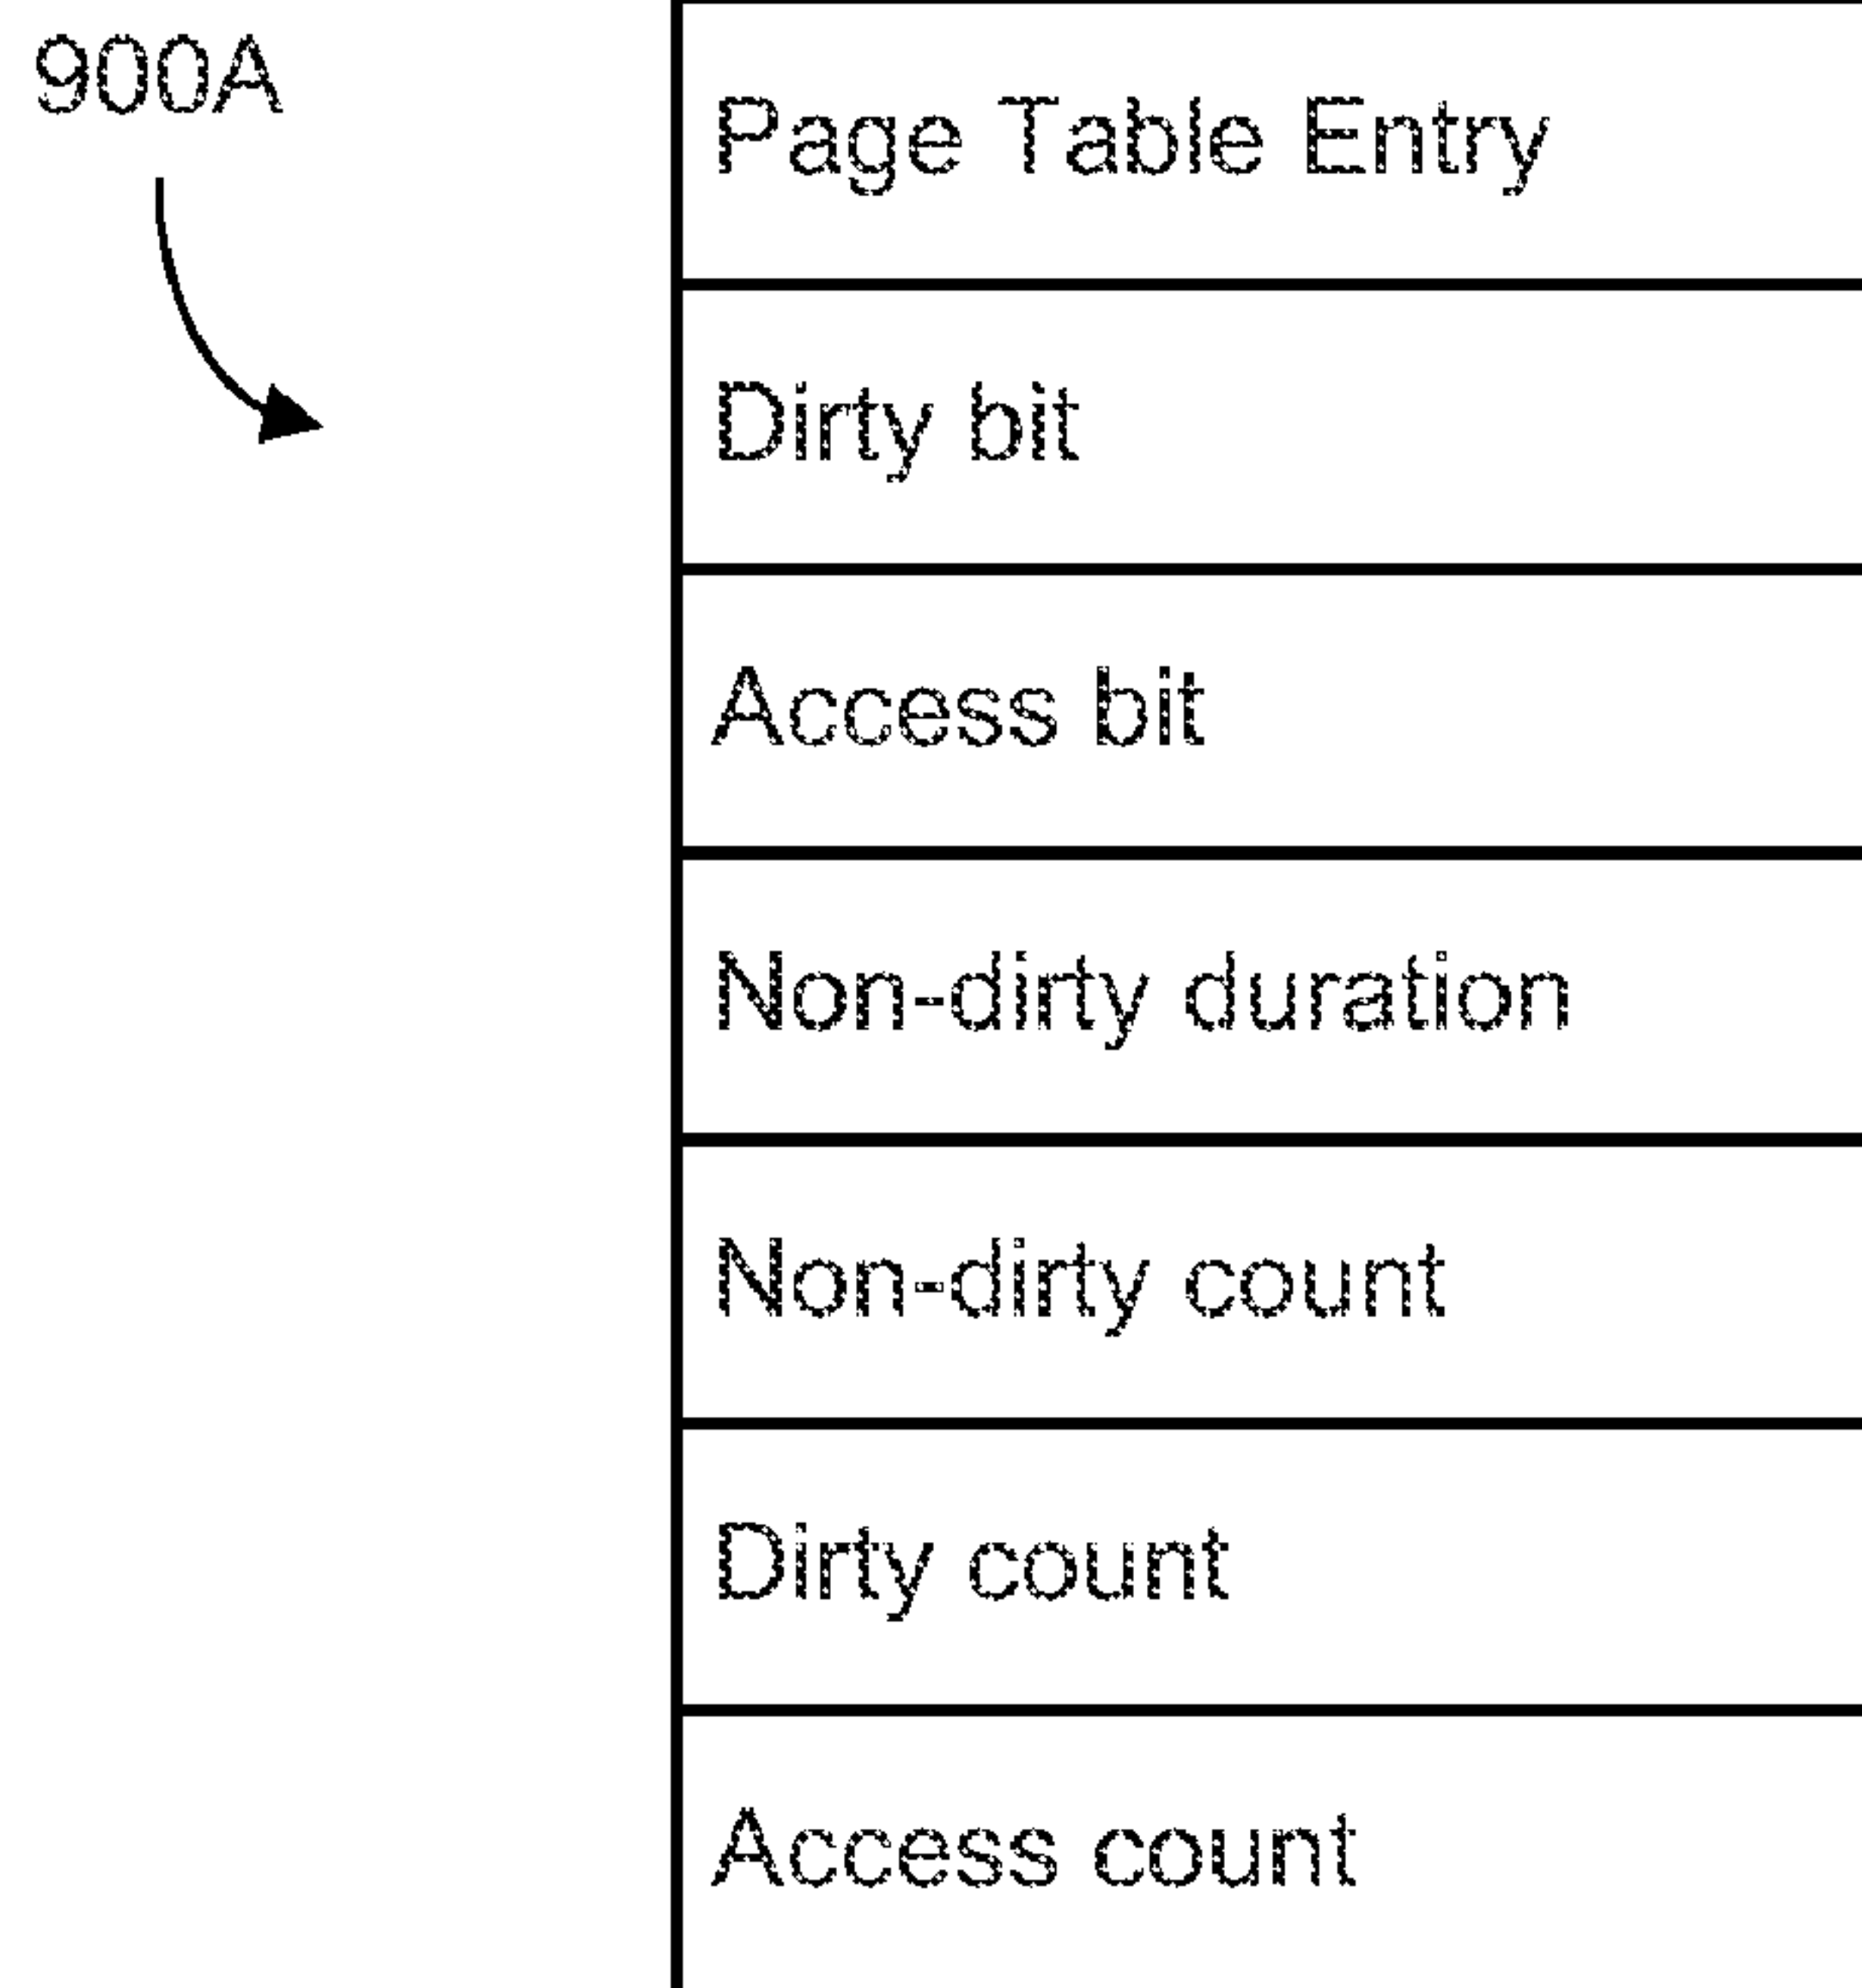 900A
Page Table Entry
Dirty bit
Access bit
Non-dirty duration
Non-dirty count
Dirty count
Access count